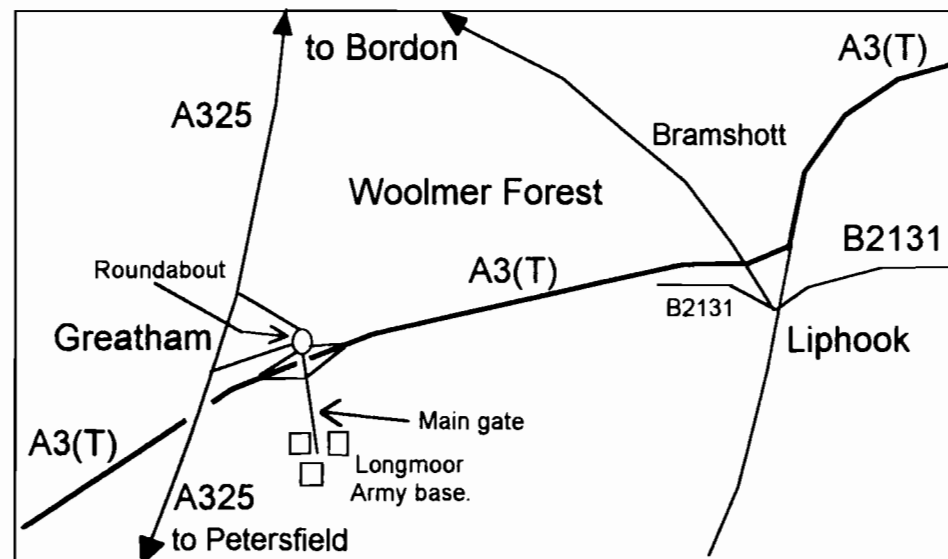 to Bordon
A3(T)
A325
Bramshott
Woolmer Forest
B2131
Roundabout
A3(T)
B2131
Greatham
Liphook
Main gate
A3(T)
Longmoor
Army base.
A325
to Petersfield